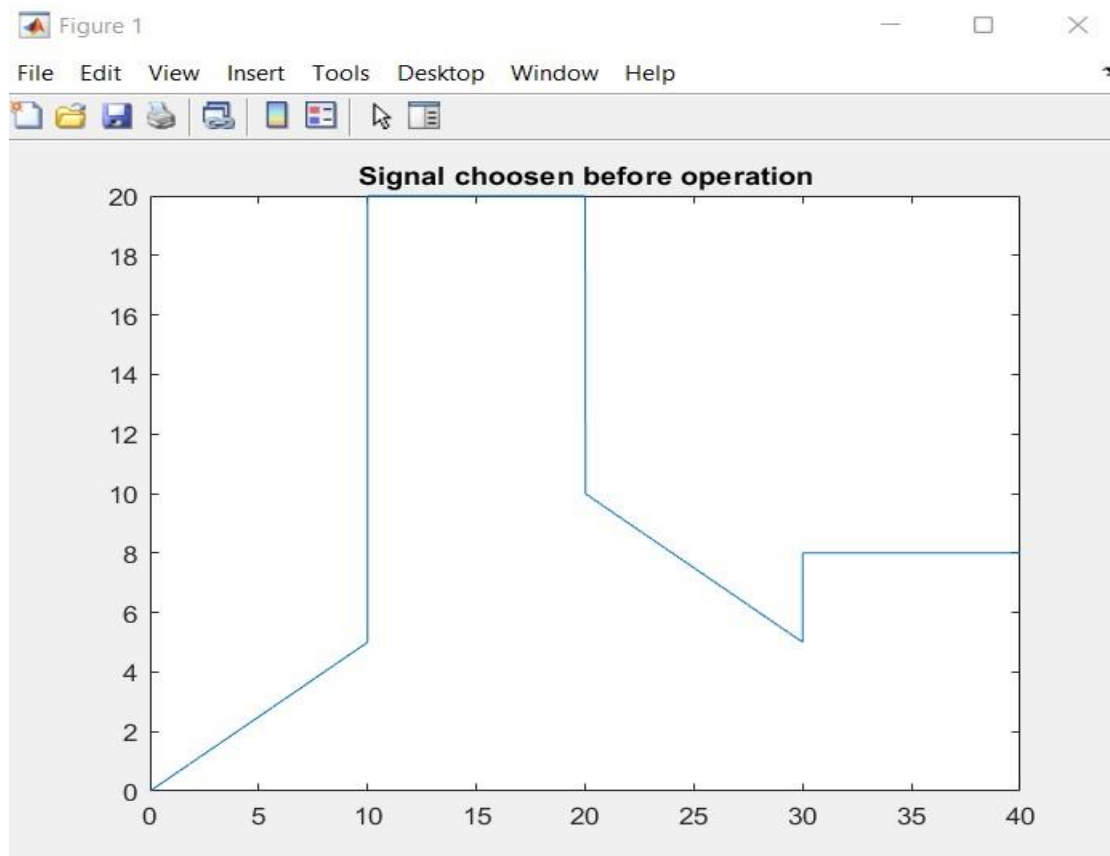 Figure 1
File Edit View Insert Tools Desktop Window Help
Signal choosen before operation
20
18
16
14
12
10
8
6
4
2
0
0 5 10 15 20 25 30 35 40